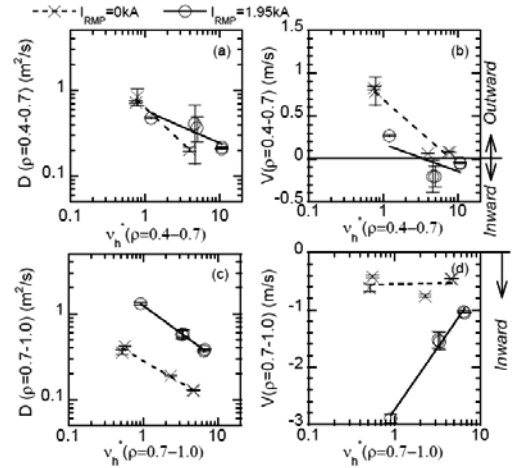 I_RMP=0kA I_RMP=1.95kA
(a)
D (ρ=0.4-0.7) (m²/s)
1
0.1
0.1 1 10
ν_h^*(ρ=0.4-0.7)
(b)
V(ρ=0.4-0.7) (m/s)
1
0.5
0
-0.5
0.1 1 10
ν_h^*(ρ=0.4-0.7)
Outward
Inward
(c)
D (ρ=0.7-1.0) (m²/s)
1
0.1
0.1 1 10
ν_h^*(ρ=0.7-1.0)
(d)
V(ρ=0.7-1.0) (m/s)
0
-1
-2
-3
0.1 1 10
ν_h^*(ρ=0.7-1.0)
Inward